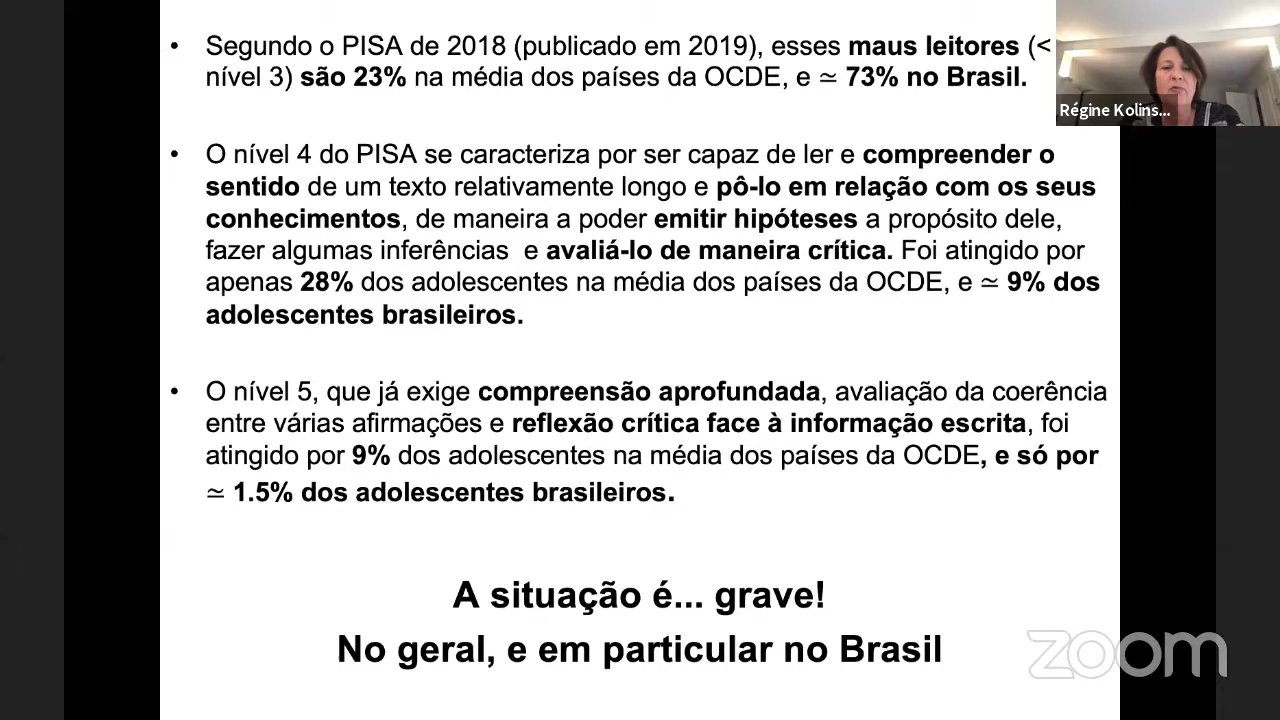 • Segundo o PISA de 2018 (publicado em 2019), esses maus leitores (<
nível 3) são 23% na média dos países da OCDE, e ≃ 73% no Brasil.
Régine Kolins...
• O nível 4 do PISA se caracteriza por ser capaz de ler e compreender o
sentido de um texto relativamente longo e pô-lo em relação com os seus
conhecimentos, de maneira a poder emitir hipóteses a propósito dele,
fazer algumas inferências e avaliá-lo de maneira crítica. Foi atingido por
apenas 28% dos adolescentes na média dos países da OCDE, e ≃ 9% dos
adolescentes brasileiros.
• O nível 5, que já exige compreensão aprofundada, avaliação da coerência
entre várias afirmações e reflexão crítica face à informação escrita, foi
atingido por 9% dos adolescentes na média dos países da OCDE, e só por
≃ 1.5% dos adolescentes brasileiros.
A situação é... grave!
No geral, e em particular no Brasil
zoom